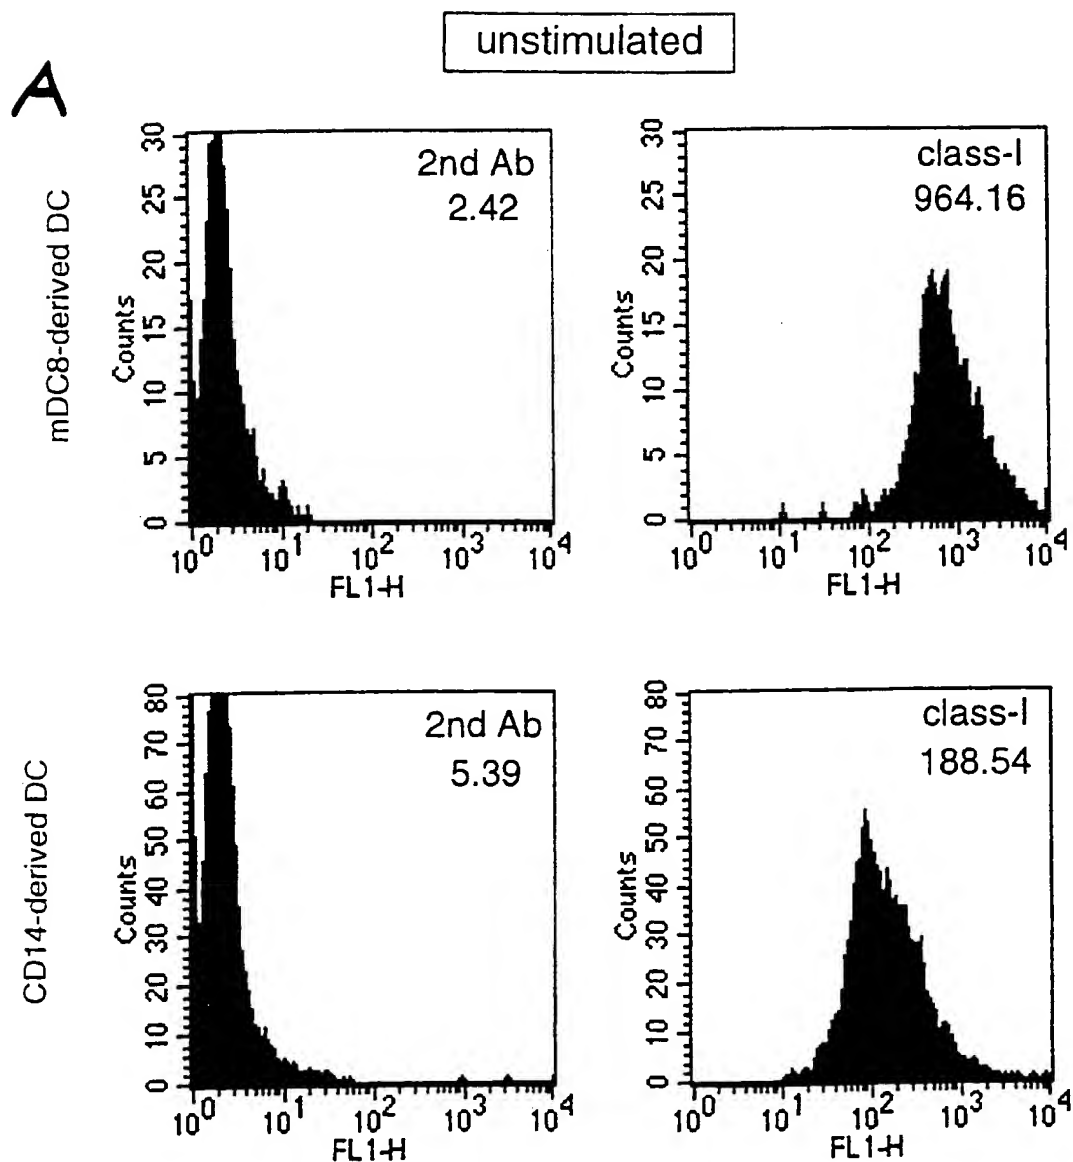 unstimulated
A
mDC8-derived DC
Counts
30
25
20
15
10
5
0
2nd Ab
2.42
10^0 10^1 10^2 10^3 10^4
FL1-H
Counts
30
25
20
15
10
5
0
class-I
964.16
10^0 10^1 10^2 10^3 10^4
FL1-H
CD14-derived DC
Counts
80
70
60
50
40
30
20
10
0
2nd Ab
5.39
10^0 10^1 10^2 10^3 10^4
FL1-H
Counts
80
70
60
50
40
30
20
10
0
class-I
188.54
10^0 10^1 10^2 10^3 10^4
FL1-H